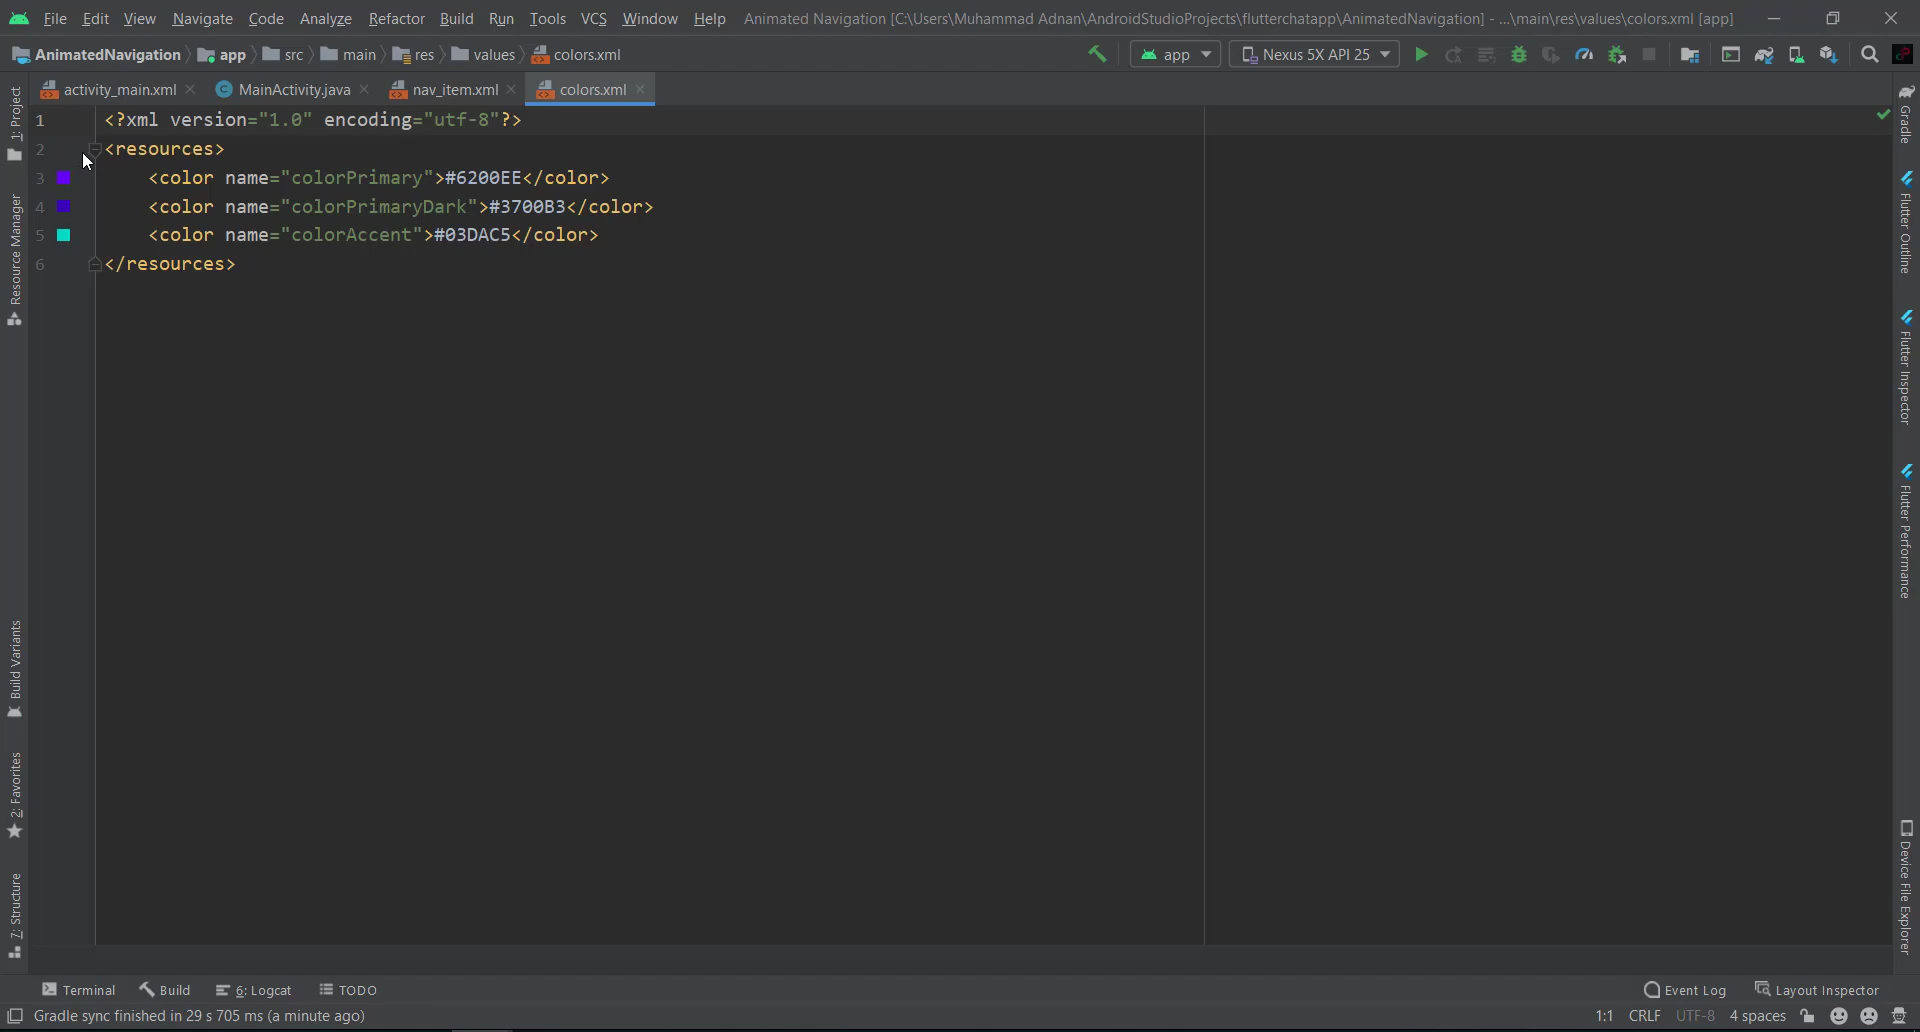 File Edit View Navigate Code Analyze Refactor Build Run Tools VCS Window Help Animated Navigation [C:\Users\Muhammad Adnan\AndroidStudioProjects\flutterchatapp\AnimatedNavigation] - ...\main\res\values\colors.xml [app]
AnimatedNavigation app src main res values colors.xml app Nexus 5X API 25
activity_main.xml MainActivity.java nav_item.xml colors.xml
1 <?xml version="1.0" encoding="utf-8"?>
2 <resources>
3 <color name="colorPrimary">#6200EE</color>
4 <color name="colorPrimaryDark">#3700B3</color>
5 <color name="colorAccent">#03DAC5</color>
6 </resources>
1: Project
Resource Manager
Build Variants
2: Favorites
7: Structure
Gradle
Flutter Outline
Flutter Inspector
Flutter Performance
Device File Explorer
Terminal Build 6: Logcat TODO Event Log Layout Inspector
Gradle sync finished in 29 s 705 ms (a minute ago) 1:1 CRLF UTF-8 4 spaces